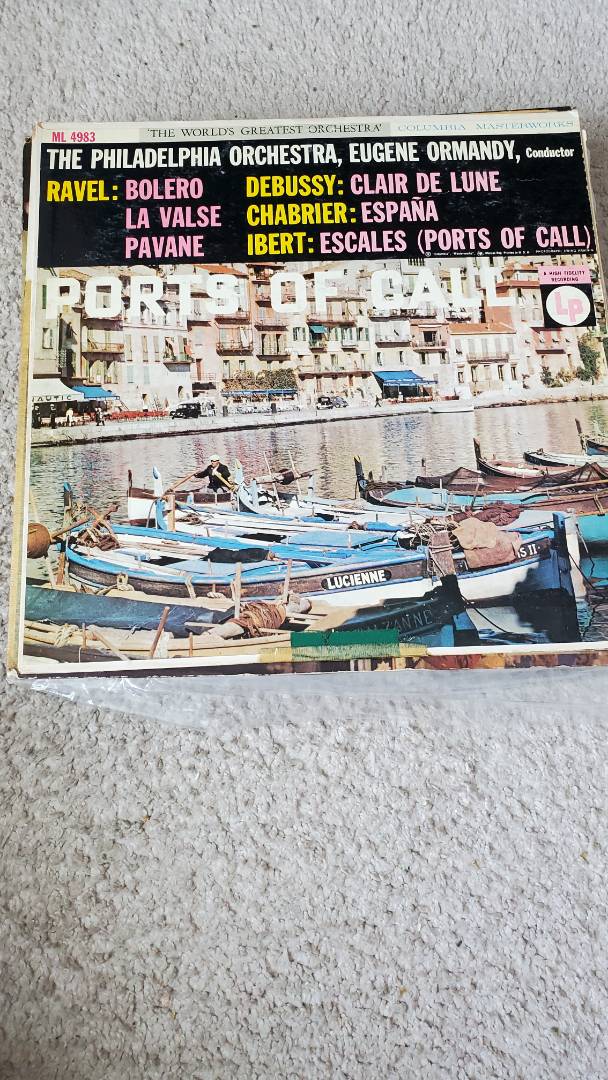 ML 4983
'THE WORLD'S GREATEST ORCHESTRA'
COLUMBIA MASTERWORKS
THE PHILADELPHIA ORCHESTRA, EUGENE ORMANDY, Conductor
RAVEL: BOLERO
LA VALSE
PAVANE
DEBUSSY: CLAIR DE LUNE
CHABRIER: ESPAÑA
IBERT: ESCALES (PORTS OF CALL)
PORTS OF CALL
A HIGH FIDELITY
RECORDING
LP
NAUTIC
LUCIENNE
S 11